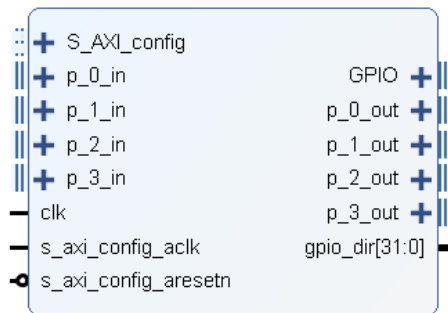 S_AXI_config
p_0_in
p_1_in
p_2_in
p_3_in
clk
s_axi_config_aclk
s_axi_config_aresetn
GPIO
p_0_out
p_1_out
p_2_out
p_3_out
gpio_dir[31:0]